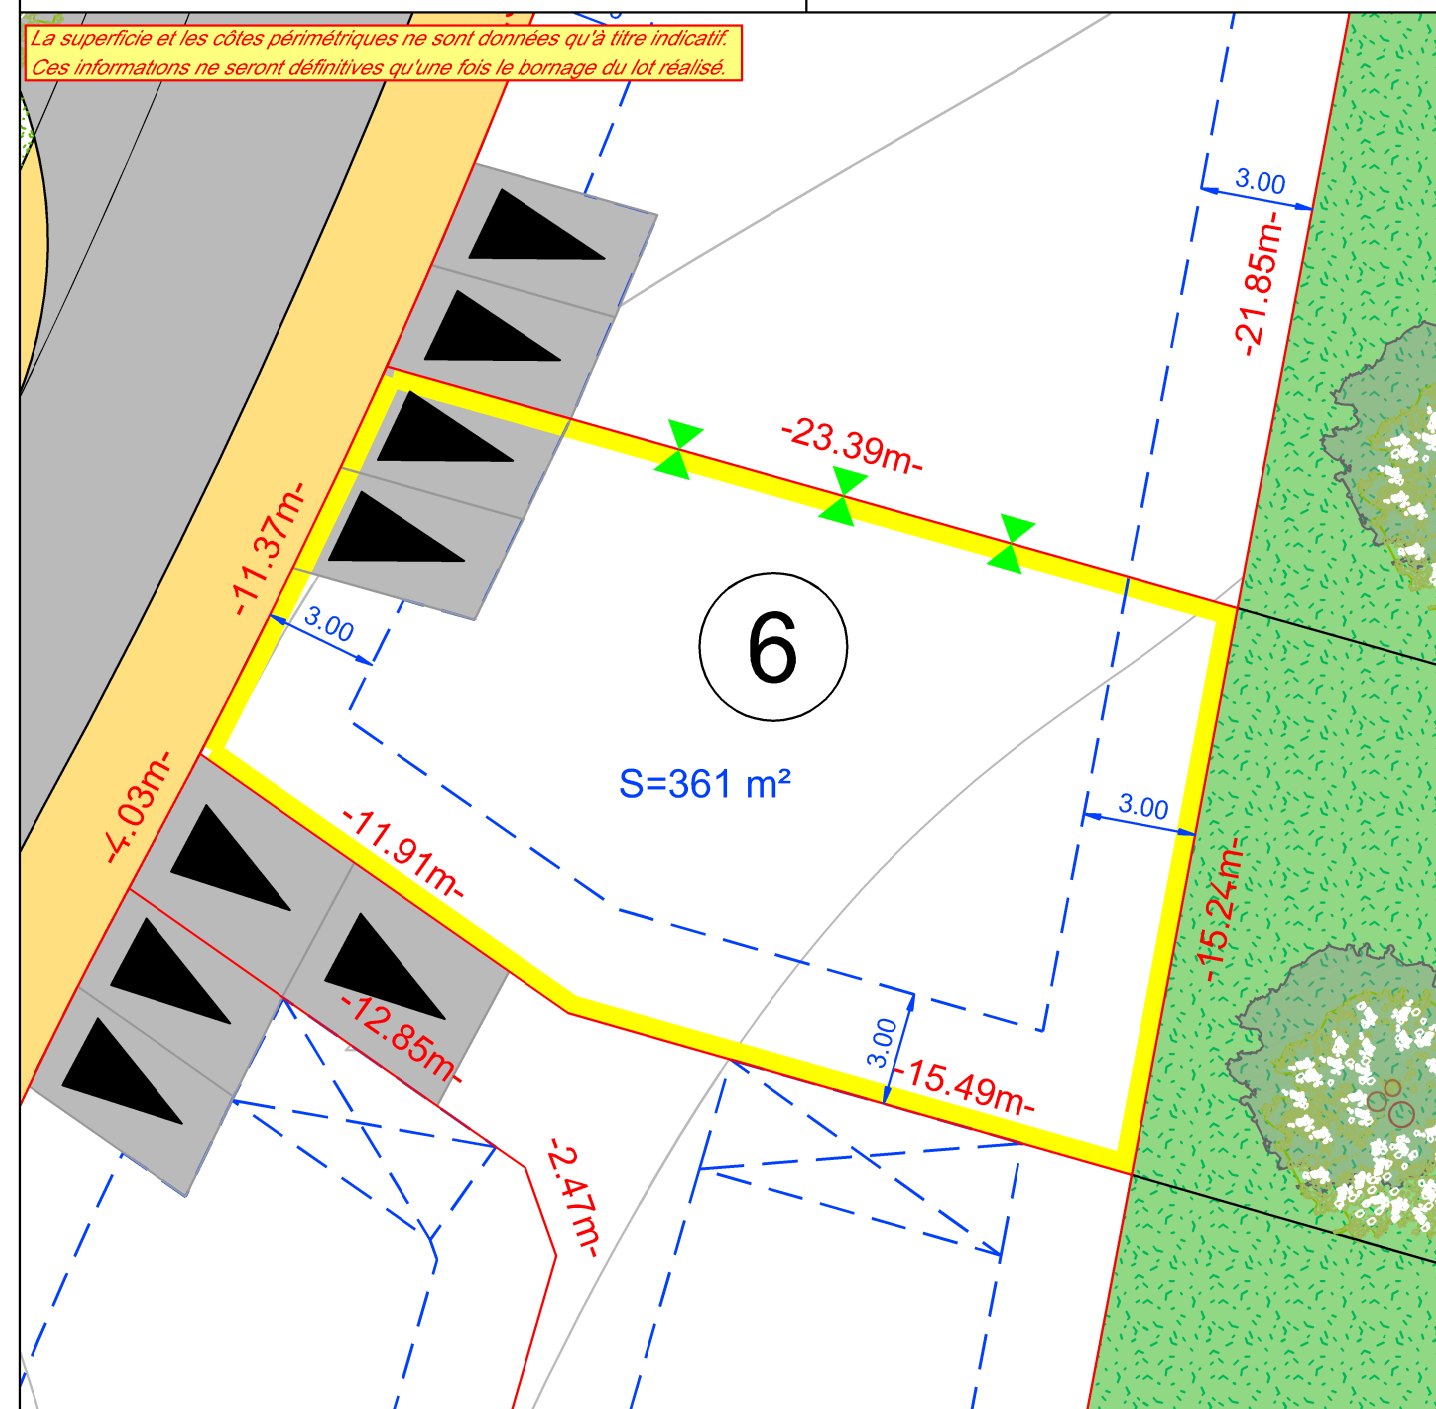 La superficie et les côtes périmétriques ne sont données qu'à titre indicatif.
Ces informations ne seront définitives qu'une fois le bornage du lot réalisé.
3.00
-21.85m-
-23.39m-
-11.37m-
3.00
6
S=361 m²
-4.03m-
-11.91m-
3.00
-15.24m-
-12.85m-
3.00
-15.49m-
-2.47m-